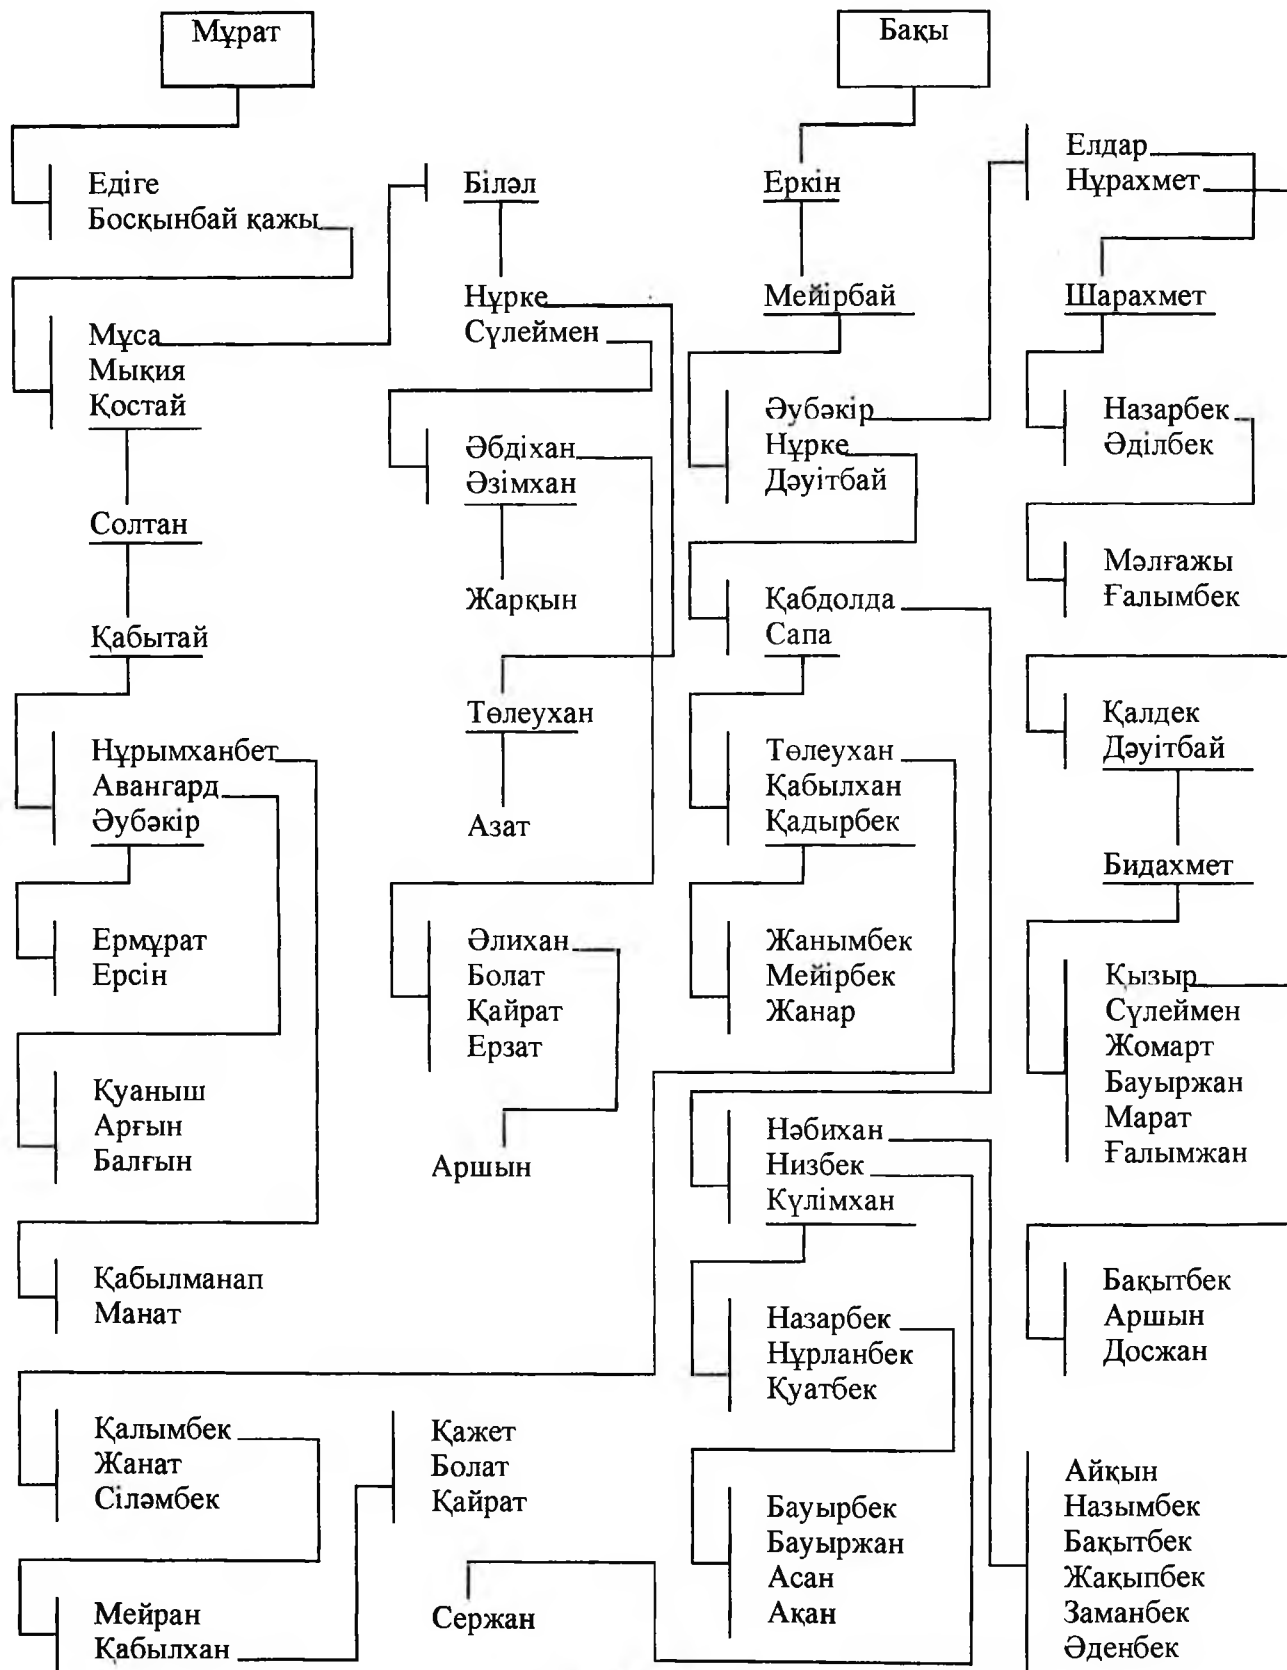 Мұрат
Бақы
Едіге
Босқынбай қажы
Біләл
Еркін
Елдар
Нұрахмет
Мұса
Мықия
Қостай
Нұрке
Сүлеймен
Мейірбай
Шарахмет
Әубәкір
Нұрке
Дәуітбай
Назарбек
Әділбек
Әбдіхан
Әзімхан
Солтан
Жарқын
Қабдолда
Сапа
Мәлғажы
Ғалымбек
Қабытай
Төлеухан
Қалдек
Дәуітбай
Нұрымханбет
Авангард
Әубәкір
Азат
Төлеухан
Қабылхан
Қадырбек
Бидахмет
Ермұрат
Ерсін
Әлихан
Болат
Қайрат
Ерзат
Жанымбек
Мейірбек
Жанар
Қызыр
Сүлеймен
Жомарт
Бауыржан
Марат
Ғалымжан
Қуаныш
Арғын
Балғын
Аршын
Нәбихан
Низбек
Күлімхан
Қабылманап
Манат
Назарбек
Нұрланбек
Қуатбек
Бақытбек
Аршын
Досжан
Қалымбек
Жанат
Сіләмбек
Қажет
Болат
Қайрат
Бауырбек
Бауыржан
Асан
Ақан
Айқын
Назымбек
Бақытбек
Жақыпбек
Заманбек
Әденбек
Мейран
Қабылхан
Сержан